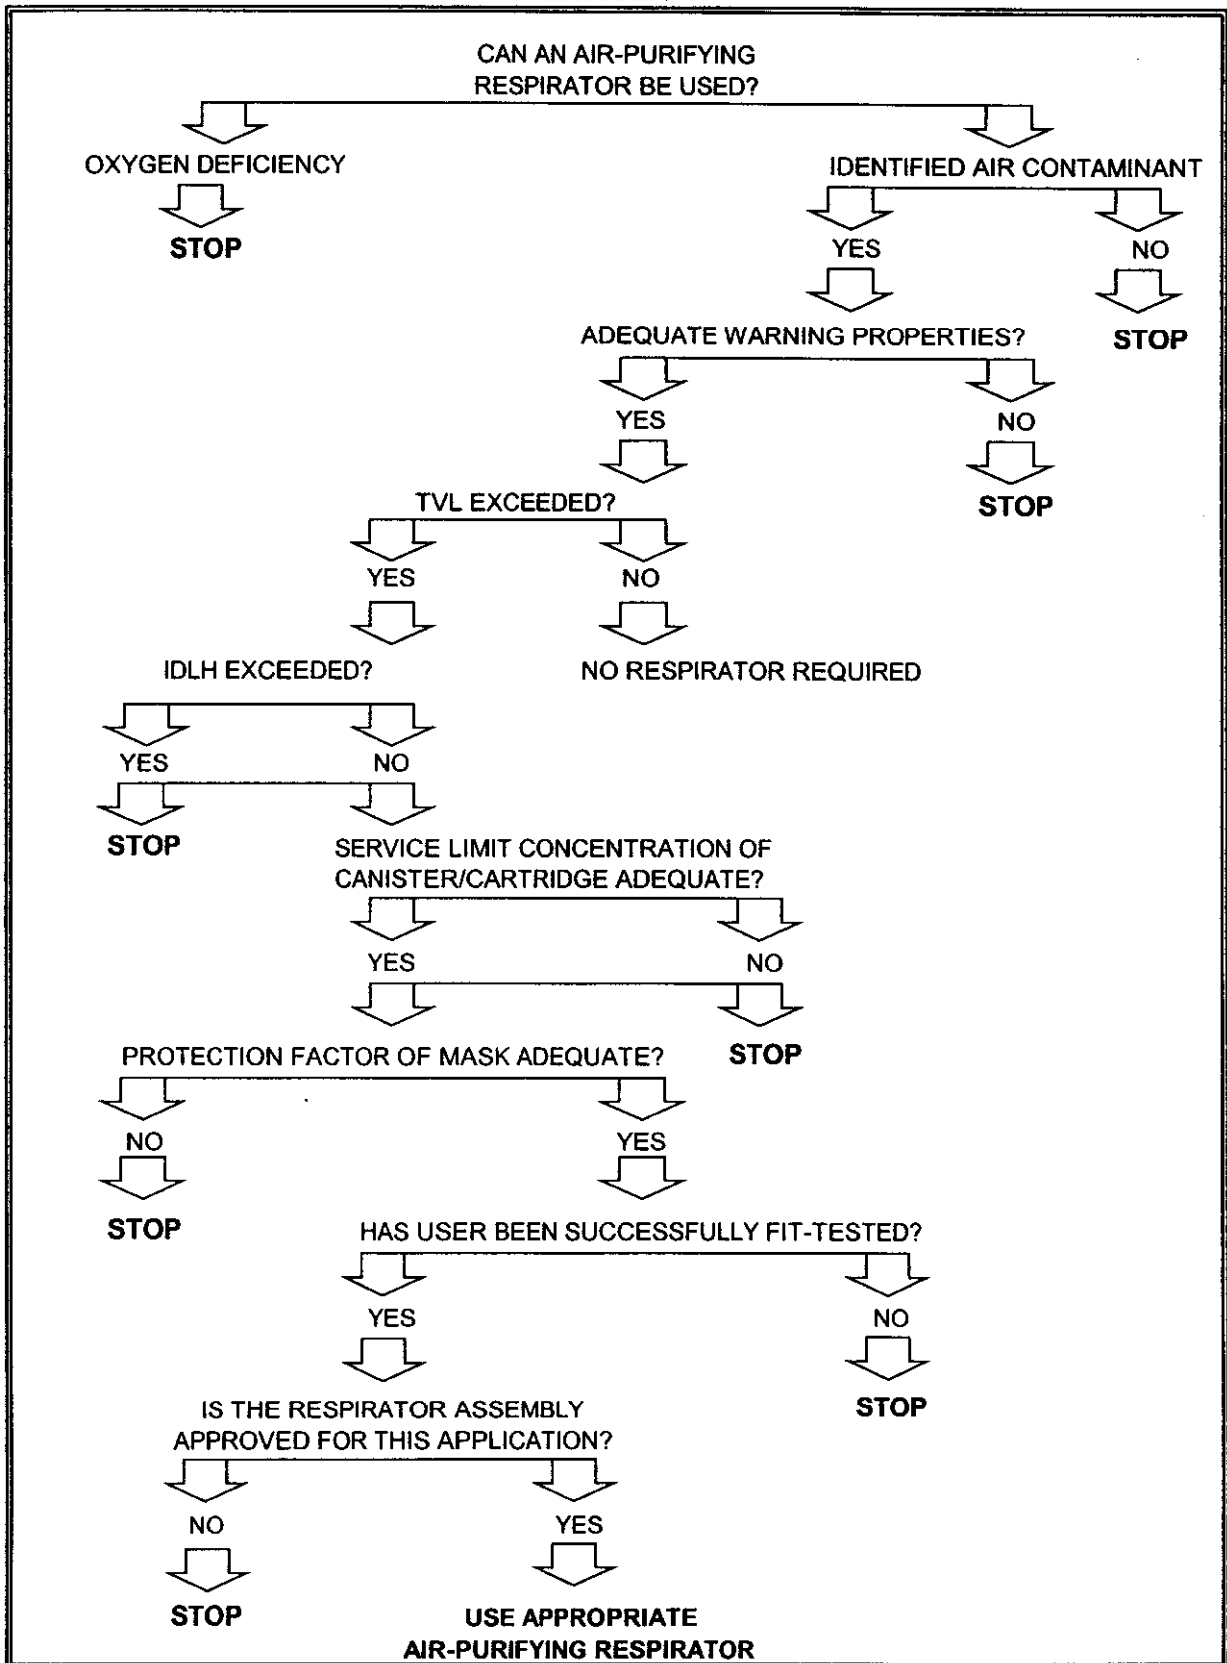 CAN AN AIR-PURIFYING
RESPIRATOR BE USED?
OXYGEN DEFICIENCY
IDENTIFIED AIR CONTAMINANT
STOP
YES
NO
ADEQUATE WARNING PROPERTIES?
STOP
YES
NO
TVL EXCEEDED?
STOP
YES
NO
IDLH EXCEEDED?
NO RESPIRATOR REQUIRED
YES
NO
STOP
SERVICE LIMIT CONCENTRATION OF
CANISTER/CARTRIDGE ADEQUATE?
YES
NO
PROTECTION FACTOR OF MASK ADEQUATE?
STOP
NO
YES
STOP
HAS USER BEEN SUCCESSFULLY FIT-TESTED?
YES
NO
IS THE RESPIRATOR ASSEMBLY
APPROVED FOR THIS APPLICATION?
STOP
NO
YES
STOP
USE APPROPRIATE
AIR-PURIFYING RESPIRATOR